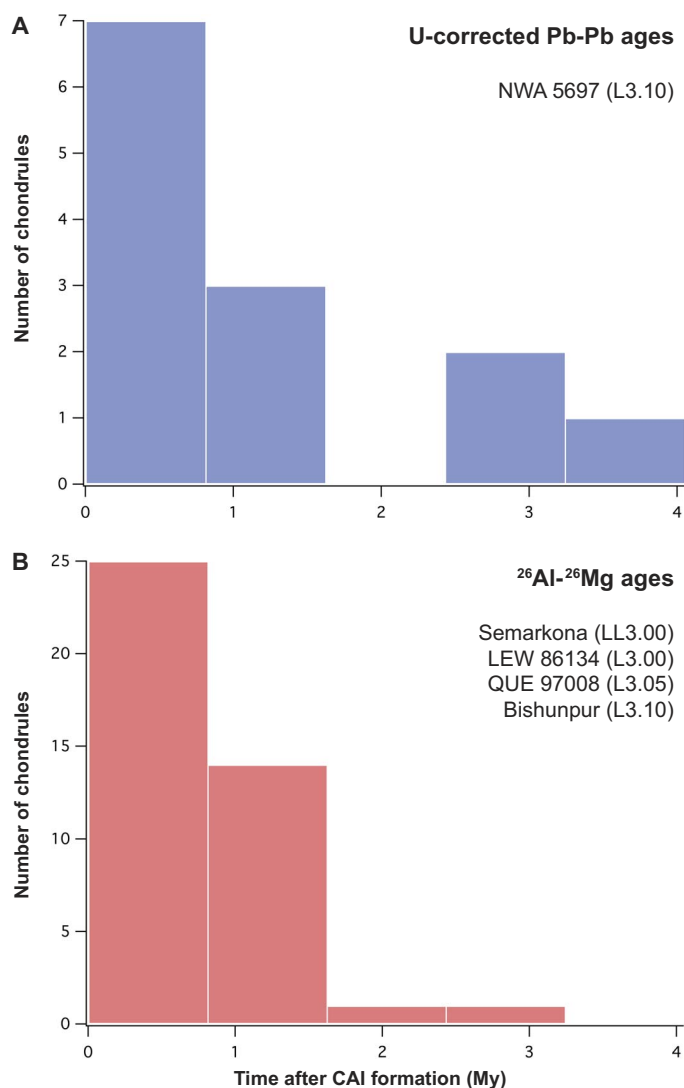 A
U-corrected Pb-Pb ages
NWA 5697 (L3.10)
Number of chondrules
7
6
5
4
3
2
1
0
0 1 2 3 4
B
²⁶Al-²⁶Mg ages
Semarkona (LL3.00)
LEW 86134 (L3.00)
QUE 97008 (L3.05)
Bishunpur (L3.10)
Number of chondrules
25
20
15
10
5
0
0 1 2 3 4
Time after CAI formation (My)